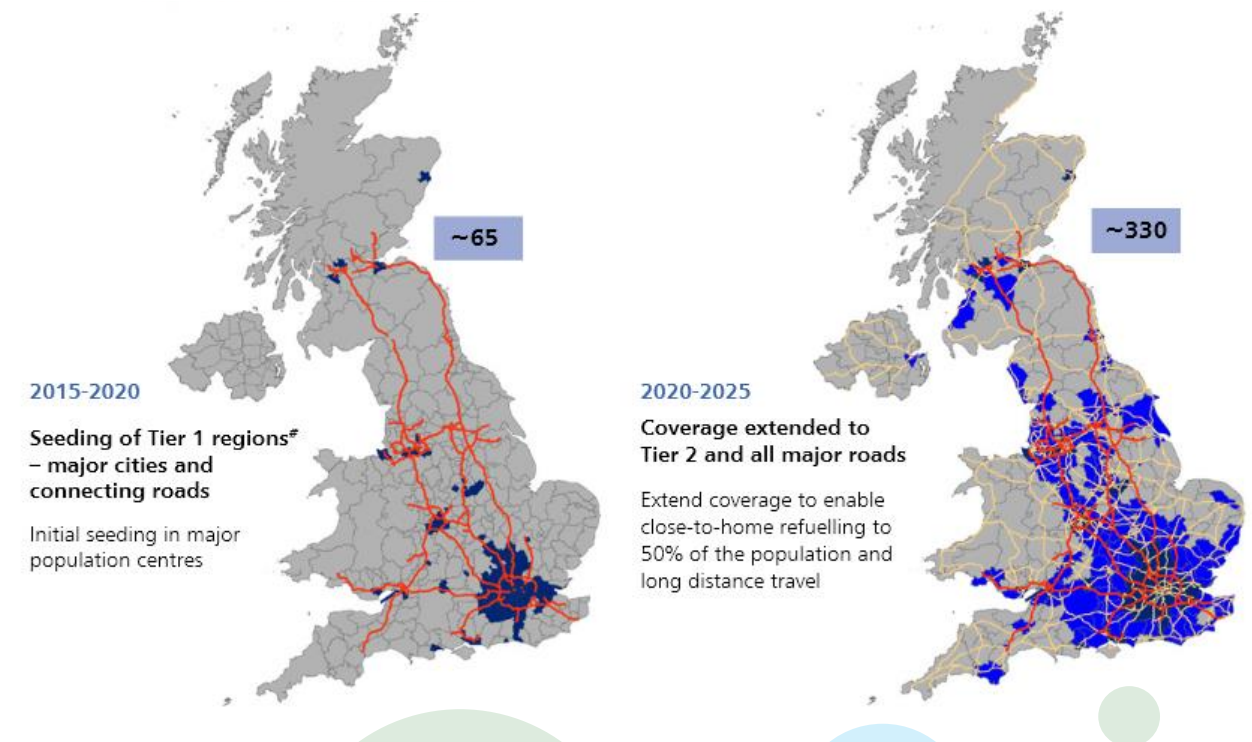 ~65
2015-2020
Seeding of Tier 1 regions#
– major cities and
connecting roads
Initial seeding in major
population centres
~330
2020-2025
Coverage extended to
Tier 2 and all major roads
Extend coverage to enable
close-to-home refuelling to
50% of the population and
long distance travel